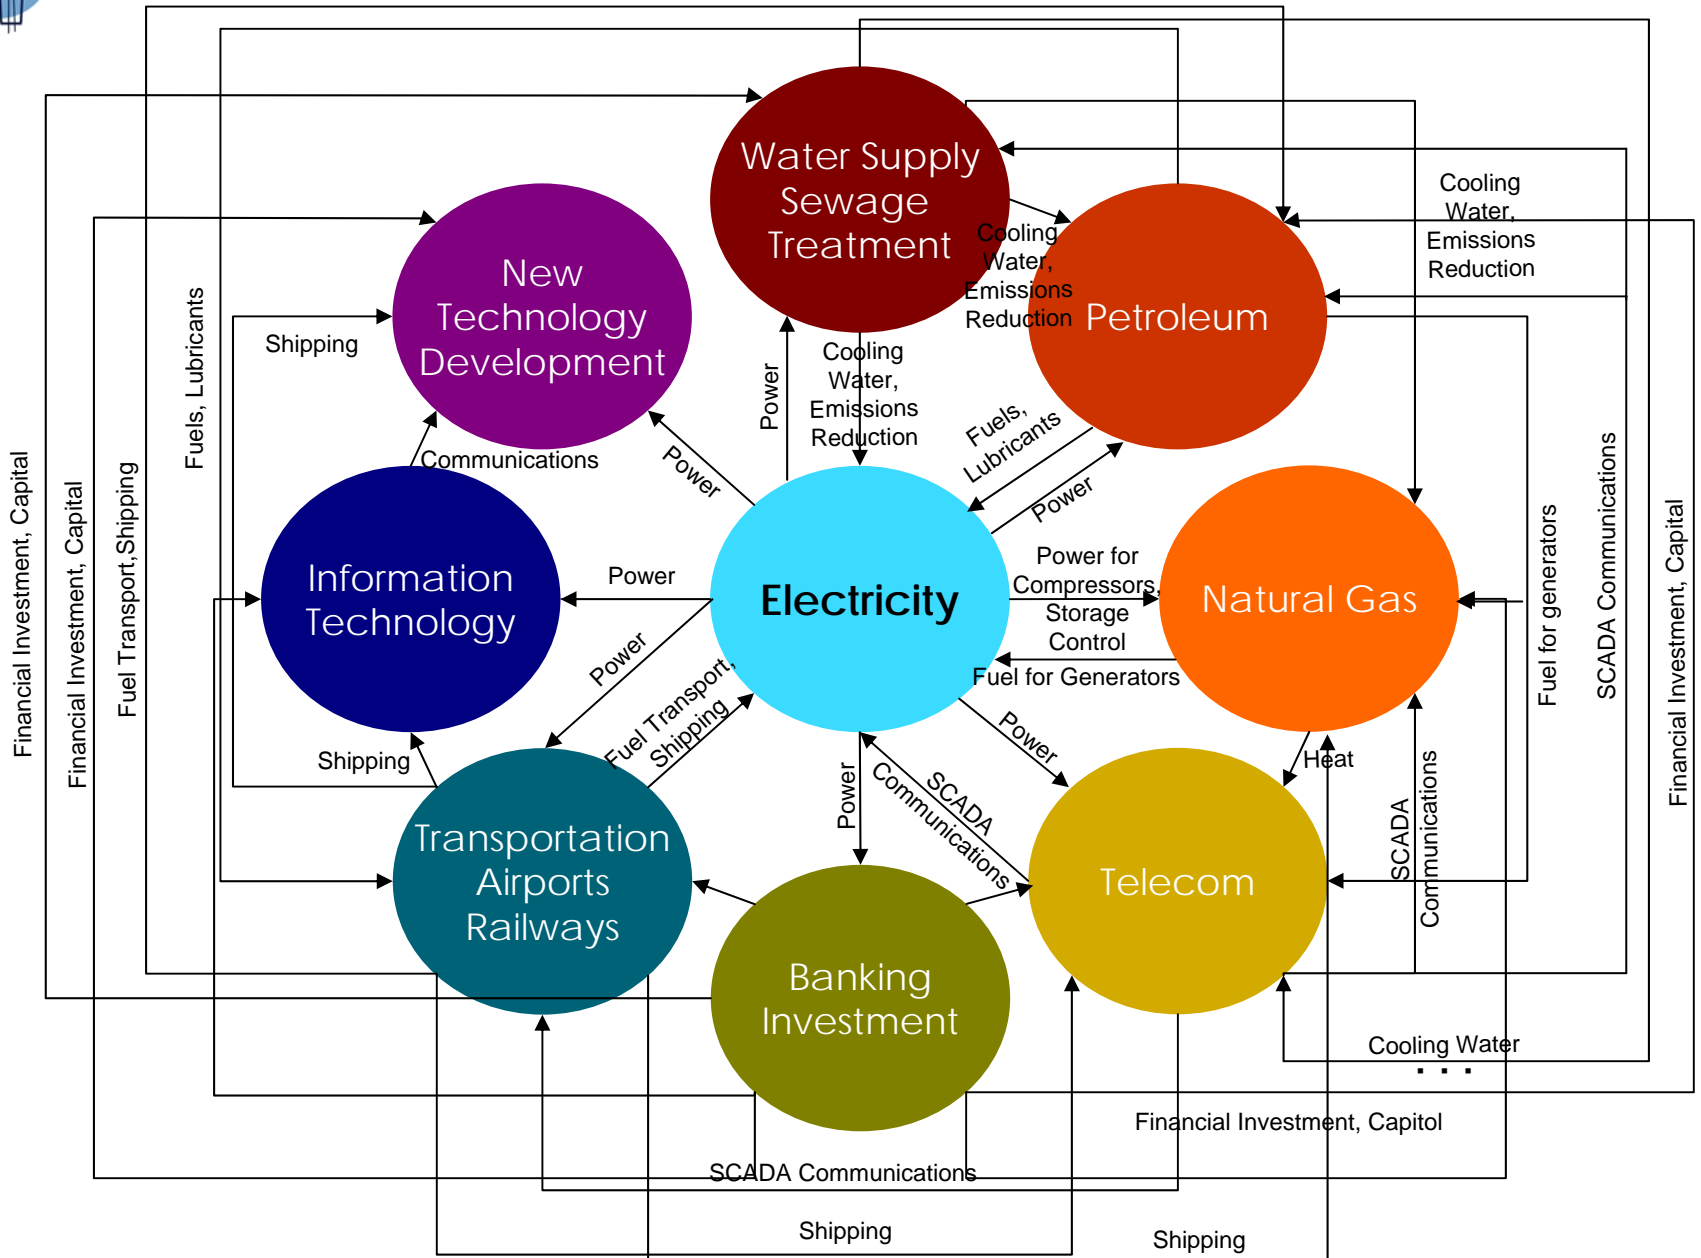 Water Supply
Sewage
Treatment
Cooling
Water,
Emissions
Reduction
New
Technology
Development
Cooling
Water,
Emissions
Reduction
Petroleum
Shipping
Fuels, Lubricants
Power
Cooling
Water,
Emissions
Reduction
Fuels,
Lubricants
Communications
Power
Power
Financial Investment, Capital
Financial Investment, Capital
Fuel Transport,Shipping
Information
Technology
Power
Electricity
Power for
Compressors,
Storage
Control
Natural Gas
Fuel for generators
SCADA Communications
Financial Investment, Capital
Fuel for Generators
Power
Fuel Transport,
Shipping
Power
Shipping
Heat
Power
SCADA
Communications
SCADA
Communications
Transportation
Airports
Railways
Telecom
Banking
Investment
Cooling Water
. . .
Financial Investment, Capitol
SCADA Communications
Shipping
Shipping